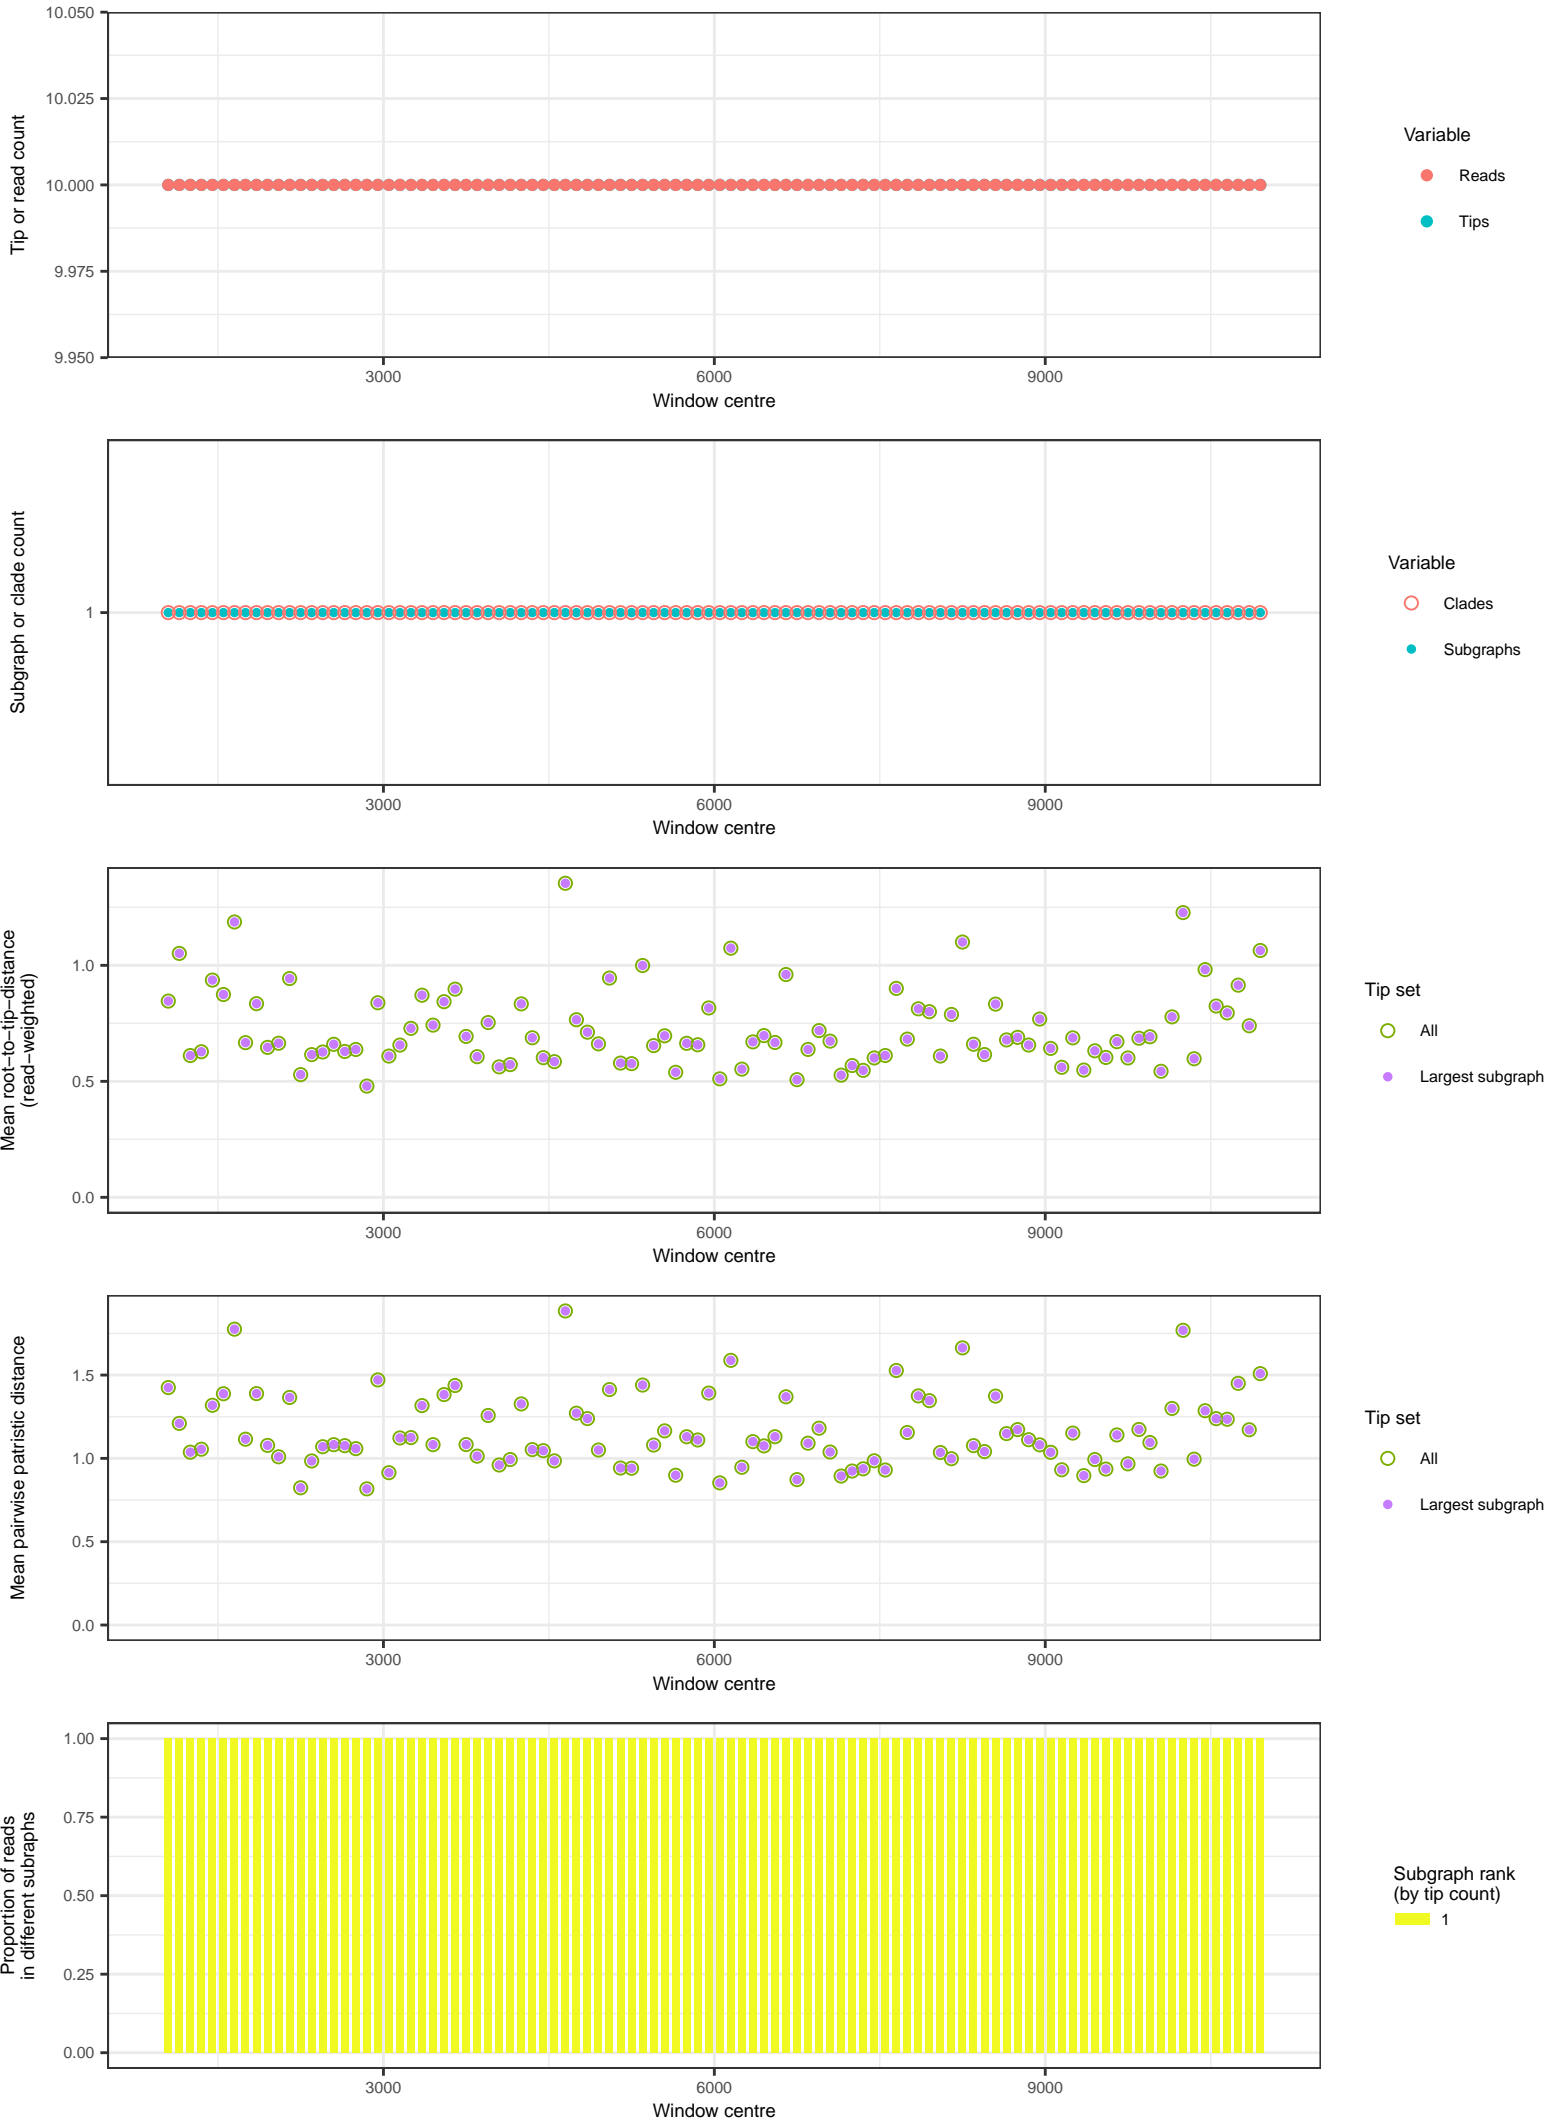 10.050
10.025
10.000
9.975
9.950
Tip or read count
3000
6000
9000
Window centre
Variable
Reads
Tips
1
Subgraph or clade count
3000
6000
9000
Window centre
Variable
Clades
Subgraphs
1.0
0.5
0.0
Mean root−to−tip−distance
(read−weighted)
3000
6000
9000
Window centre
Tip set
All
Largest subgraph
1.5
1.0
0.5
0.0
Mean pairwise patristic distance
3000
6000
9000
Window centre
Tip set
All
Largest subgraph
1.00
0.75
0.50
0.25
0.00
Proportion of reads
in different subraphs
3000
6000
9000
Window centre
Subgraph rank
(by tip count)
1